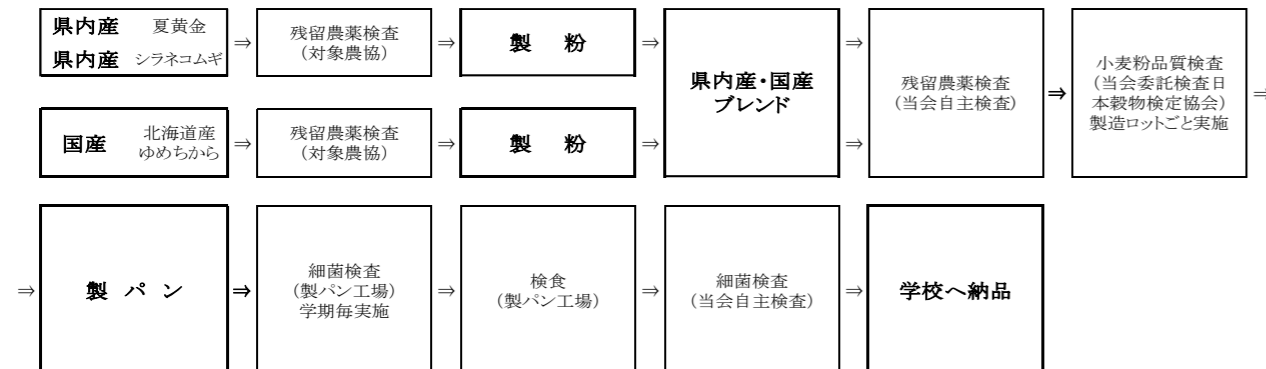 県内産 夏黄金
県内産 シラネコムギ
⇒
残留農薬検査
(対象農協)
⇒
製 粉
⇒
県内産・国産
ブレンド
⇒
残留農薬検査
(当会自主検査)
⇒
小麦粉品質検査
(当会委託検査日
本穀物検定協会)
製造ロットごと実施
⇒
国産 北海道産
ゆめちから
⇒
残留農薬検査
(対象農協)
⇒
製 粉
⇒
⇒
⇒
製 パ ン
⇒
細菌検査
(製パン工場)
学期毎実施
⇒
検食
(製パン工場)
⇒
細菌検査
(当会自主検査)
⇒
学校へ納品